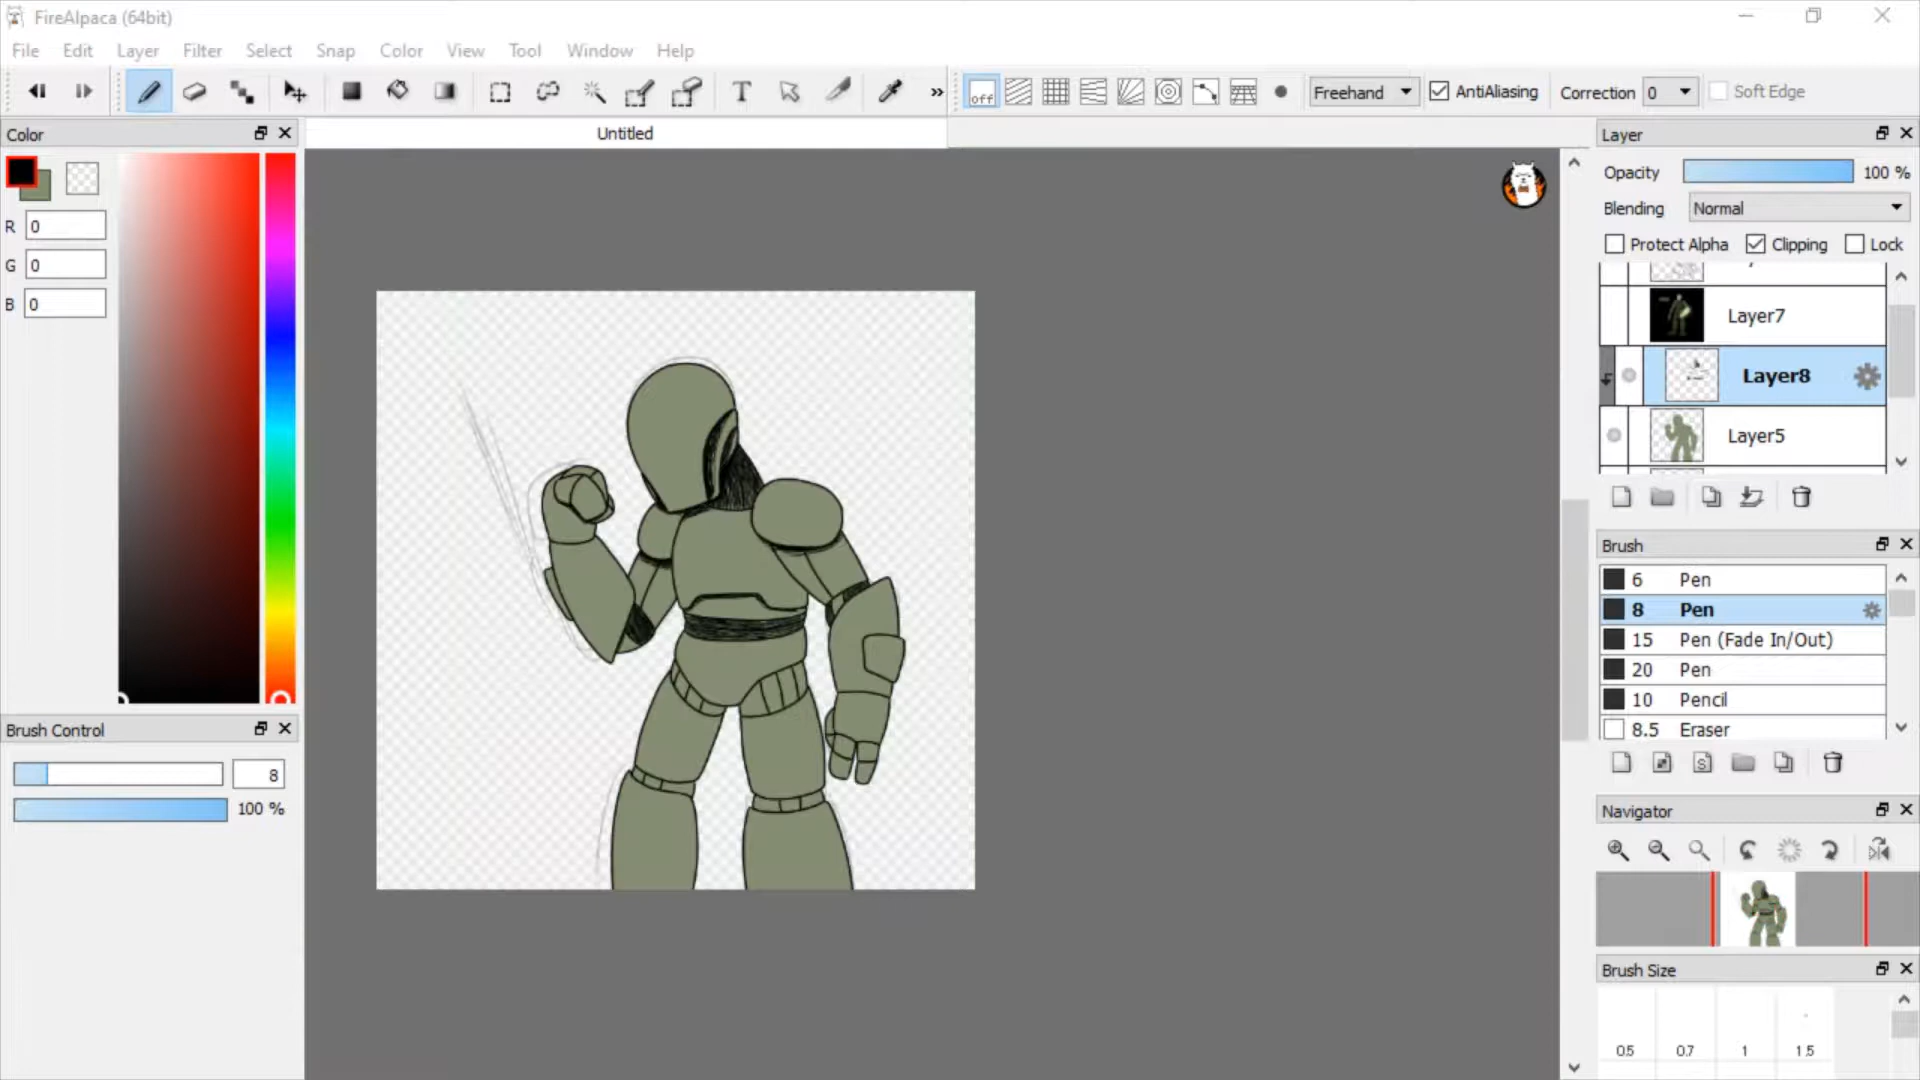 FireAlpaca (64bit)
File Edit Layer Filter Select Snap Color View Tool Window Help
T » off Freehand AntiAliasing Correction 0 Soft Edge
Color
Untitled
R 0
G 0
B 0
Brush Control
8
100 %
Layer
Opacity 100 %
Blending Normal
Protect Alpha Clipping Lock
Layer7
Layer8
Layer5
Brush
6 Pen
8 Pen
15 Pen (Fade In/Out)
20 Pen
10 Pencil
8.5 Eraser
S
Navigator
Brush Size
0.5 0.7 1 1.5